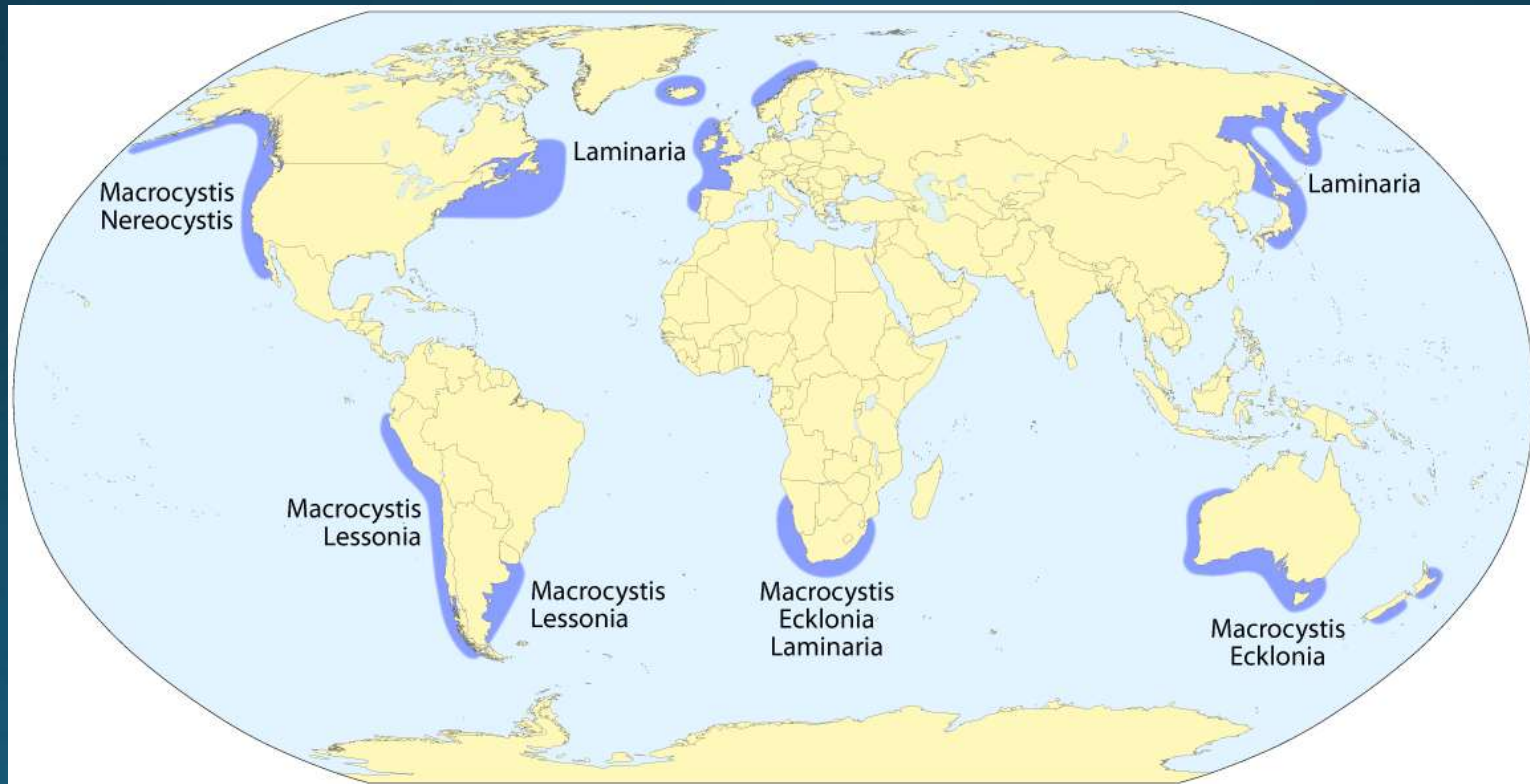 Laminaria
Macrocystis
Nereocystis
Laminaria
Macrocystis
Lessonia
Macrocystis
Lessonia
Macrocystis
Ecklonia
Laminaria
Macrocystis
Ecklonia